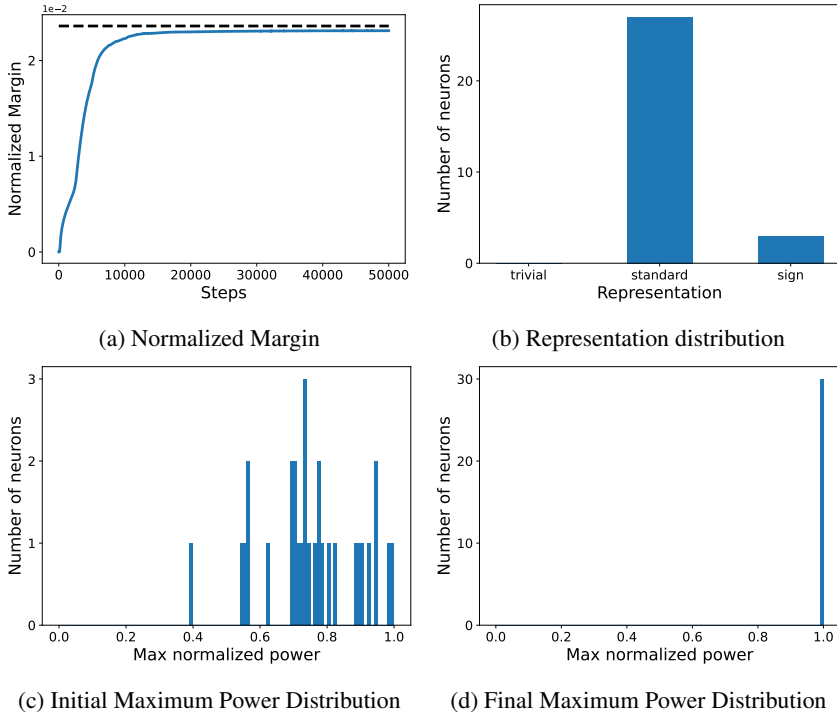 1e−2
2
1
0
Normalized Margin
0 10000 20000 30000 40000 50000
Steps
(a) Normalized Margin
20
10
0
Number of neurons
trivial standard sign
Representation
(b) Representation distribution
3
2
1
0
Number of neurons
0.0 0.2 0.4 0.6 0.8 1.0
Max normalized power
(c) Initial Maximum Power Distribution
30
20
10
0
Number of neurons
0.0 0.2 0.4 0.6 0.8 1.0
Max normalized power
(d) Final Maximum Power Distribution